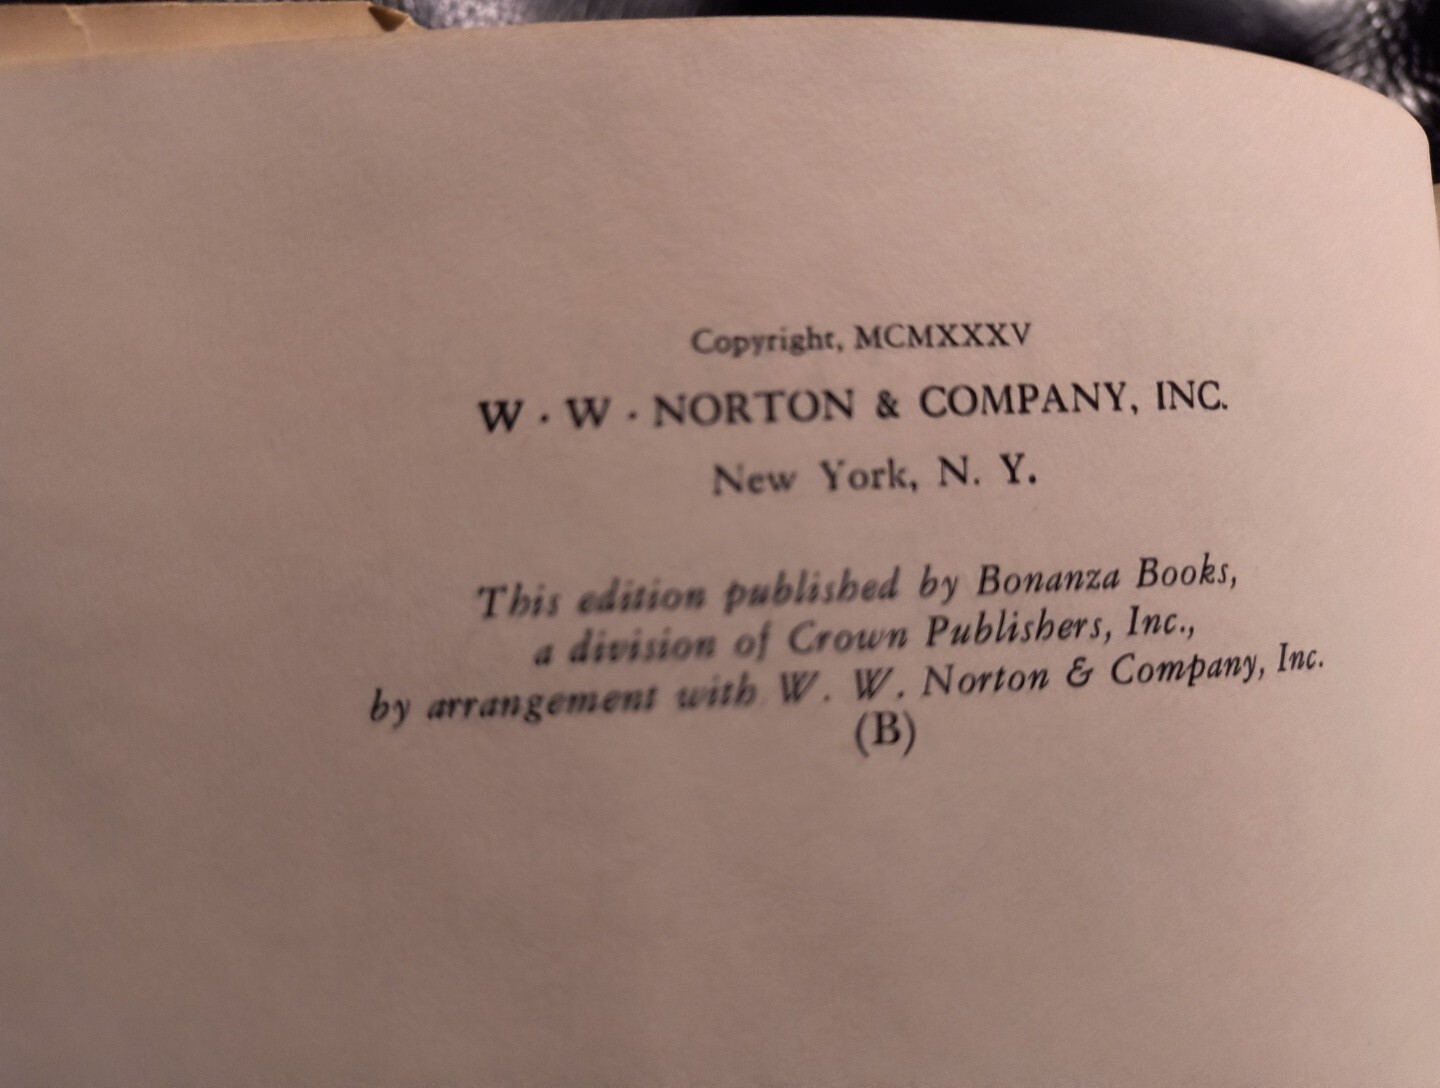 Copyright, MCMXXXV
W · W · NORTON & COMPANY, INC.
New York, N. Y.
This edition published by Bonanza Books,
a division of Crown Publishers, Inc.,
by arrangement with W. W. Norton & Company, Inc.
(B)